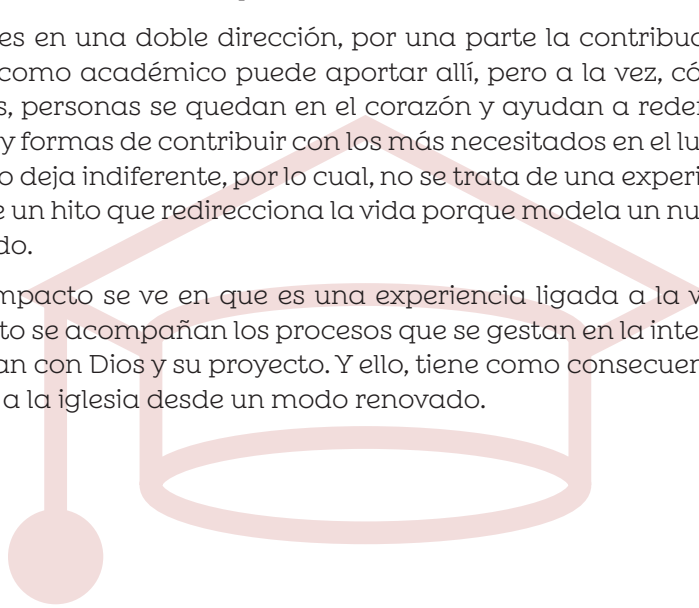 es en una doble dirección, por una parte la contribuc
como académico puede aportar allí, pero a la vez, có
s, personas se quedan en el corazón y ayudan a rede
y formas de contribuir con los más necesitados en el lu
o deja indiferente, por lo cual, no se trata de una experi
e un hito que redirecciona la vida porque modela un nu
do.
mpacto se ve en que es una experiencia ligada a la v
to se acompañan los procesos que se gestan en la inte
an con Dios y su proyecto. Y ello, tiene como consecuen
a la iglesia desde un modo renovado.